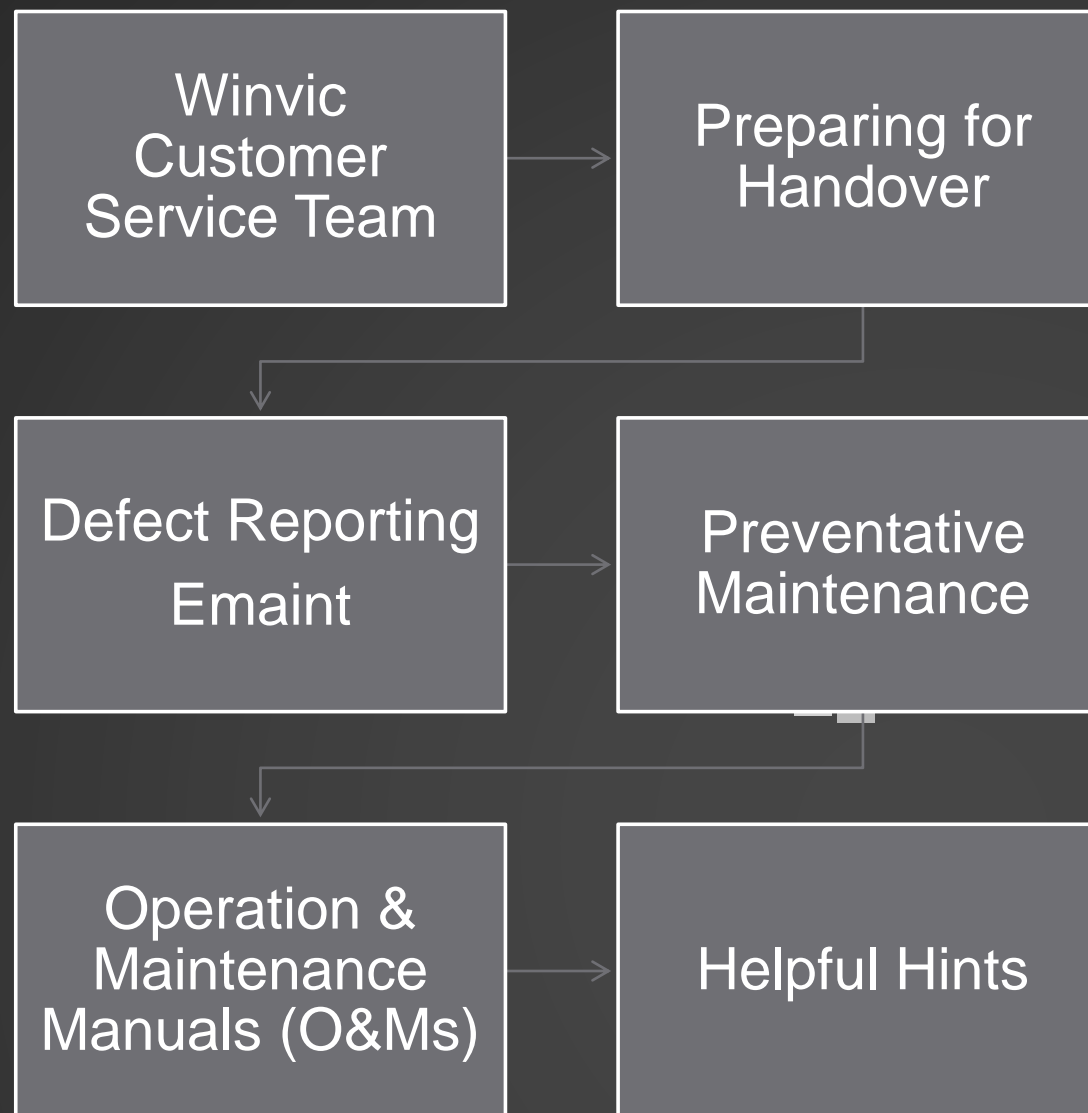 Winvic
Customer
Service Team
Preparing for
Handover
Defect Reporting
Emaint
Preventative
Maintenance
Operation &
Maintenance
Manuals (O&Ms)
Helpful Hints